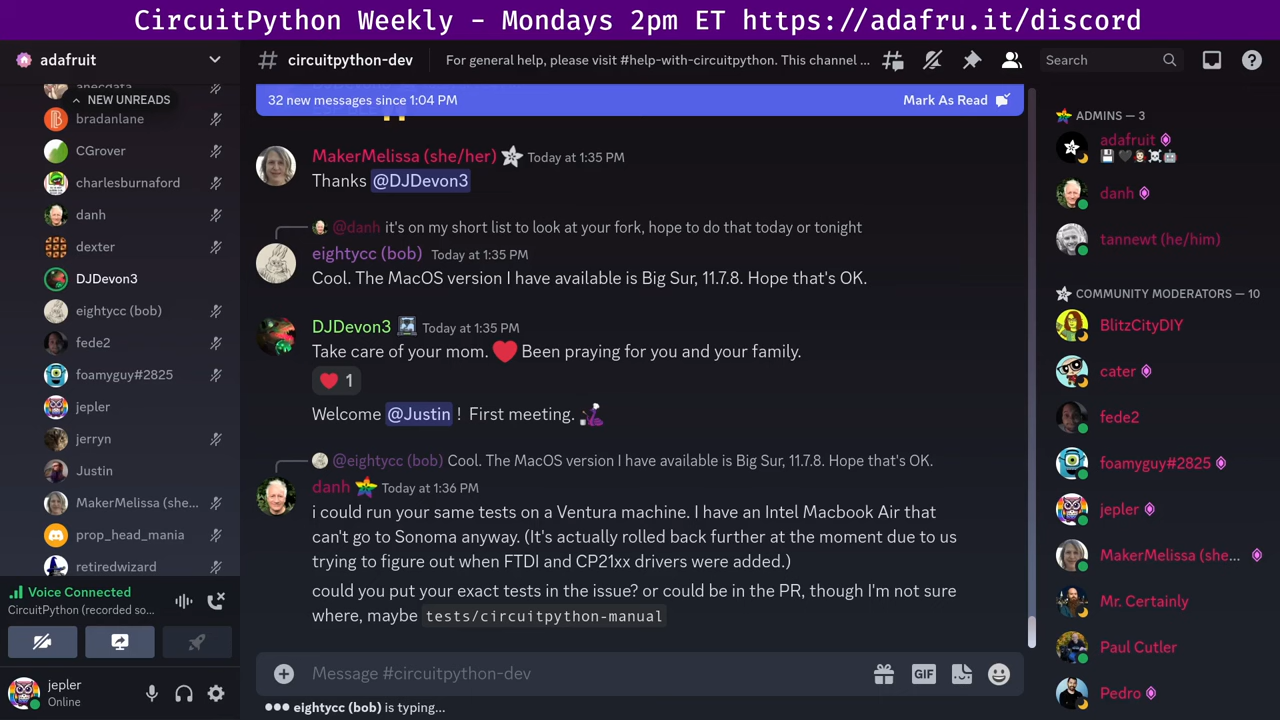 CircuitPython Weekly - Mondays 2pm ET https://adafru.it/discord
adafruit
NEW UNREADS
bradanlane
CGrover
charlesburnaford
danh
dexter
DJDevon3
eightycc (bob)
fede2
foamyguy#2825
jepler
jerryn
Justin
MakerMelissa (she...
prop_head_mania
retiredwizard
Voice Connected
CircuitPython (recorded so...
jepler
Online
circuitpython-dev
For general help, please visit #help-with-circuitpython. This channel ...
Search
32 new messages since 1:04 PM
Mark As Read
MakerMelissa (she/her) Today at 1:35 PM
Thanks @DJDevon3
@danh it's on my short list to look at your fork, hope to do that today or tonight
eightycc (bob) Today at 1:35 PM
Cool. The MacOS version I have available is Big Sur, 11.7.8. Hope that's OK.
DJDevon3 Today at 1:35 PM
Take care of your mom. ❤️ Been praying for you and your family.
❤️ 1
Welcome @Justin ! First meeting.
@eightycc (bob) Cool. The MacOS version I have available is Big Sur, 11.7.8. Hope that's OK.
danh Today at 1:36 PM
i could run your same tests on a Ventura machine. I have an Intel Macbook Air that
can't go to Sonoma anyway. (It's actually rolled back further at the moment due to us
trying to figure out when FTDI and CP21xx drivers were added.)
could you put your exact tests in the issue? or could be in the PR, though I'm not sure
where, maybe tests/circuitpython-manual
Message #circuitpython-dev
GIF
eightycc (bob) is typing...
ADMINS — 3
adafruit
danh
tannewt (he/him)
COMMUNITY MODERATORS — 10
BlitzCityDIY
cater
fede2
foamyguy#2825
jepler
MakerMelissa (she...
Mr. Certainly
Paul Cutler
Pedro